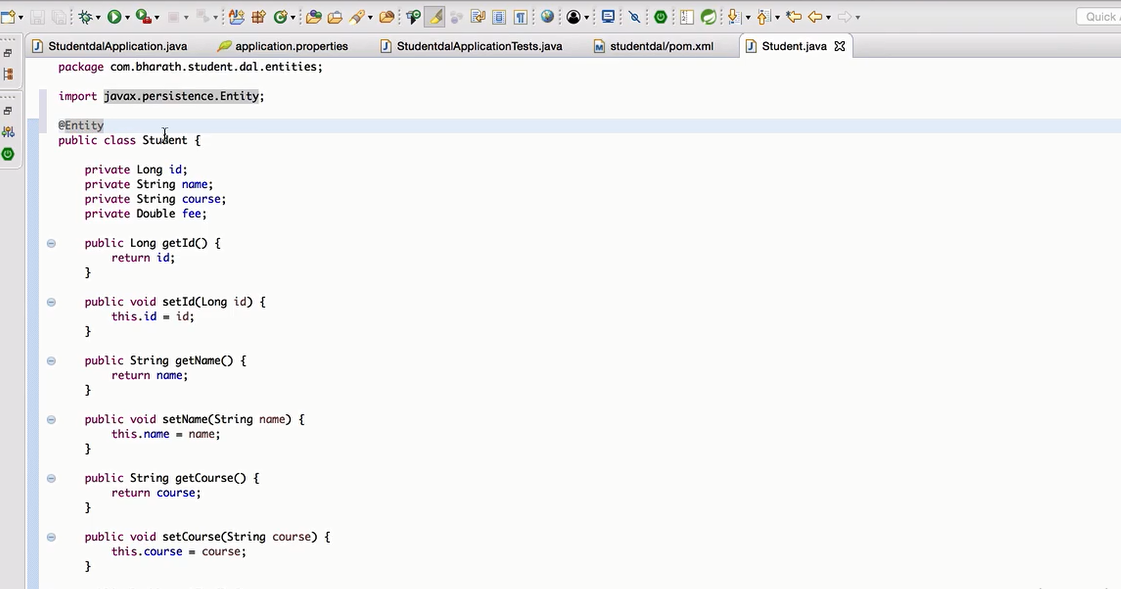 Quick
StudentdalApplication.java
application.properties
StudentdalApplicationTests.java
studentdal/pom.xml
Student.java
package com.bharath.student.dal.entities;
import javax.persistence.Entity;
@Entity
public class Student {
private Long id;
private String name;
private String course;
private Double fee;
public Long getId() {
return id;
}
public void setId(Long id) {
this.id = id;
}
public String getName() {
return name;
}
public void setName(String name) {
this.name = name;
}
public String getCourse() {
return course;
}
public void setCourse(String course) {
this.course = course;
}